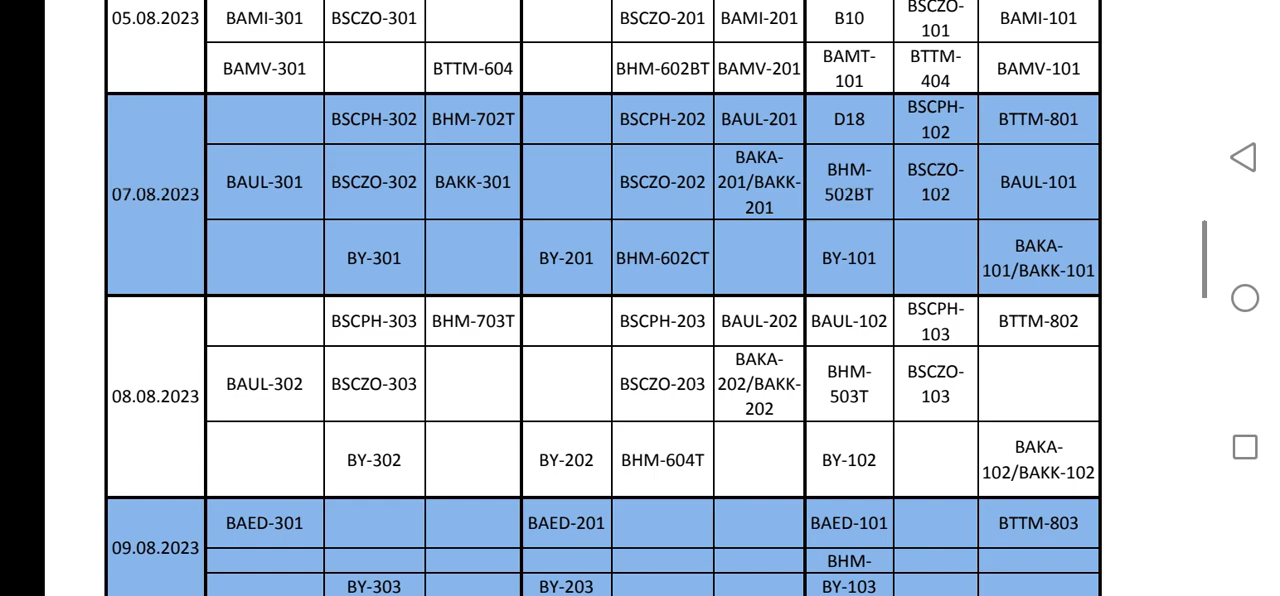 05.08.2023 BAMI-301 BSCZO-301 BSCZO-201 BAMI-201 B10 BSCZO-101 BAMI-101
BAMV-301 BTTM-604 BHM-602BT BAMV-201 BAMT-101 BTTM-404 BAMV-101
07.08.2023
BSCPH-302 BHM-702T BSCPH-202 BAUL-201 D18 BSCPH-102 BTTM-801
BAUL-301 BSCZO-302 BAKK-301 BSCZO-202 BAKA-201/BAKK-201 BHM-502BT BSCZO-102 BAUL-101
BY-301 BY-201 BHM-602CT BY-101 BAKA-101/BAKK-101
08.08.2023
BSCPH-303 BHM-703T BSCPH-203 BAUL-202 BAUL-102 BSCPH-103 BTTM-802
BAUL-302 BSCZO-303 BSCZO-203 BAKA-202/BAKK-202 BHM-503T BSCZO-103
BY-302 BY-202 BHM-604T BY-102 BAKA-102/BAKK-102
09.08.2023
BAED-301 BAED-201 BAED-101 BTTM-803
BHM-
BY-303 BY-203 BY-103